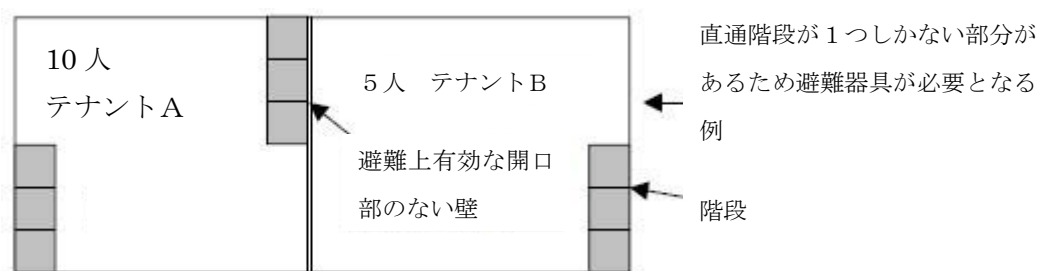 10 人
テナントA
5人 テナントB
避難上有効な開口
部のない壁
直通階段が1つしかない部分が
あるため避難器具が必要となる
例
階段